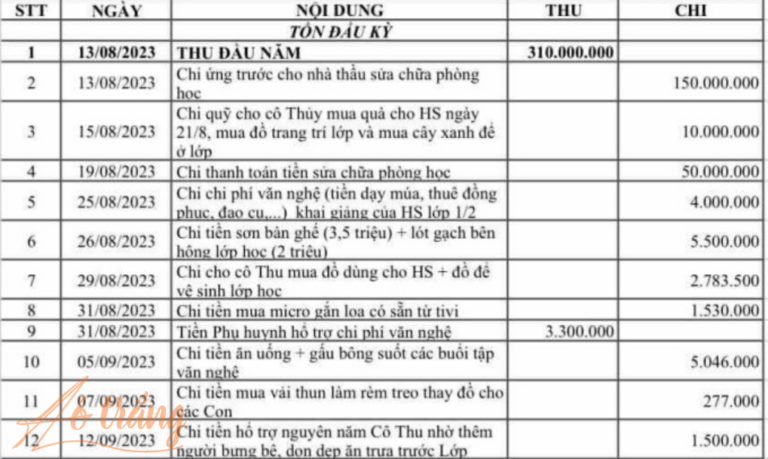 STT NGÀY NỘI DUNG THU CHI
TỒN ĐẦU KỲ
1 13/08/2023 THU ĐẦU NĂM 310.000.000
2 13/08/2023 Chi ứng trước cho nhà thầu sửa chữa phòng 150.000.000
học
3 15/08/2023 Chi quỹ cho cô Thủy mua quà cho HS ngày 10.000.000
21/8, mua đồ trang trí lớp và mua cây xanh để
ở lớp
4 19/08/2023 Chi thanh toán tiền sửa chữa phòng học 50.000.000
5 25/08/2023 Chi chi phí văn nghệ (tiền dạy múa, thuê đồng 4.000.000
phục, đạo cụ,...) khai giảng của HS lớp 1/2
6 26/08/2023 Chi tiền sơn bàn ghế (3,5 triệu) + lót gạch bên 5.500.000
hông lớp học (2 triệu)
7 29/08/2023 Chi cho cô Thu mua đồ dùng cho HS + đồ để 2.783.500
vệ sinh lớp học
8 31/08/2023 Chi tiền mua micro gắn loa có sẵn từ tivi 1.530.000
9 31/08/2023 Tiền Phụ huynh hỗ trợ chi phí văn nghệ 3.300.000
10 05/09/2023 Chi tiền ăn uống + gấu bông suốt các buổi tập 5.046.000
văn nghệ
11 07/09/2023 Chi tiền mua vải thun làm rèm treo thay đồ cho 277.000
các Con
12 12/09/2023 Chi tiền hỗ trợ nguyên năm Cô Thu nhờ thêm 1.500.000
người bưng bê, dọn dẹp ăn trưa trước Lớp
Áo trắng